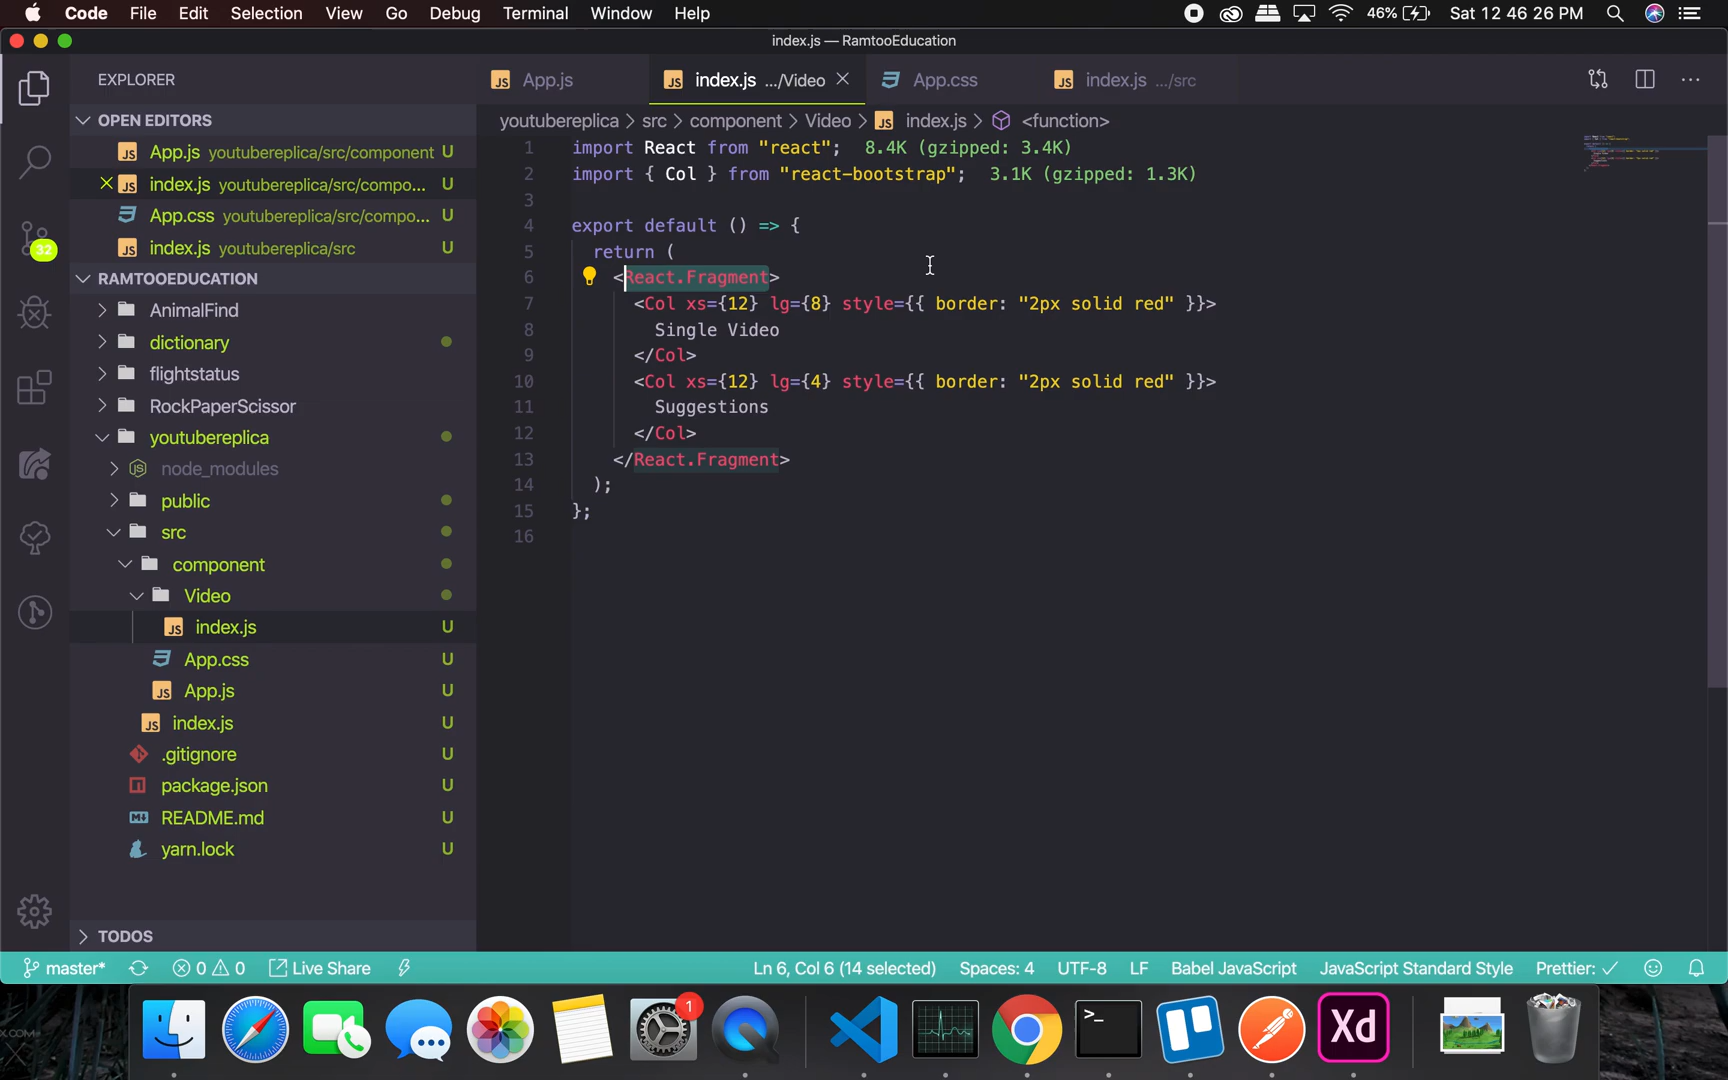 Code File Edit Selection View Go Debug Terminal Window Help 46% Sat 12 46 26 PM
index.js — RamtooEducation
EXPLORER
App.js
index.js .../Video
App.css
index.js .../src
OPEN EDITORS
youtubereplica > src > component > Video > JS index.js > <function>
JS App.js youtubereplica/src/component U
JS index.js youtubereplica/src/compo... U
App.css youtubereplica/src/compo... U
JS index.js youtubereplica/src U
RAMTOOEDUCATION
AnimalFind
dictionary
flightstatus
RockPaperScissor
youtubereplica
node_modules
public
src
component
Video
JS index.js U
App.css U
JS App.js U
JS index.js U
.gitignore U
package.json U
README.md U
yarn.lock U
TODOS
32
1 import React from "react"; 8.4K (gzipped: 3.4K)
2 import { Col } from "react-bootstrap"; 3.1K (gzipped: 1.3K)
3
4 export default () => {
5 return (
6 <React.Fragment>
7 <Col xs={12} lg={8} style={{ border: "2px solid red" }}>
8 Single Video
9 </Col>
10 <Col xs={12} lg={4} style={{ border: "2px solid red" }}>
11 Suggestions
12 </Col>
13 </React.Fragment>
14 );
15 };
16
master* 0 0 Live Share Ln 6, Col 6 (14 selected) Spaces: 4 UTF-8 LF Babel JavaScript JavaScript Standard Style Prettier: ✓
1
>_
Xd